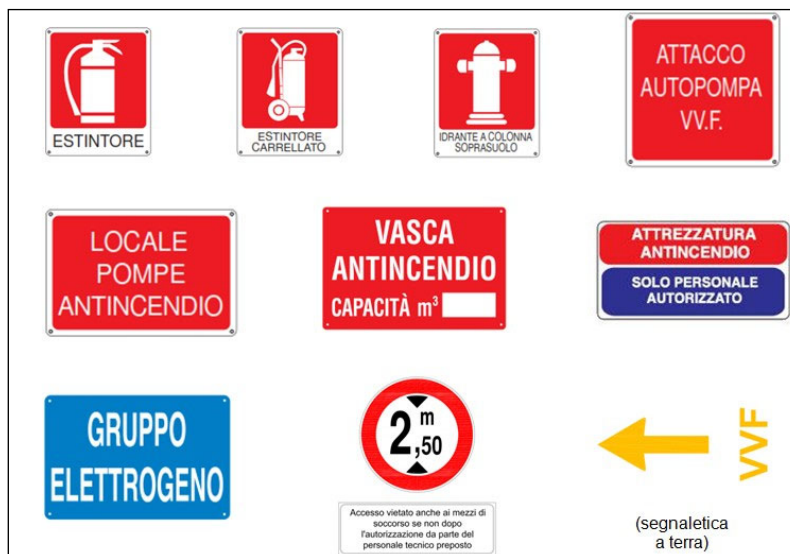 ESTINTORE
ESTINTORE
CARRELLATO
IDRANTE A COLONNA
SOPRASUOLO
ATTACCO
AUTOPOMPA
VV.F.
LOCALE
POMPE
ANTINCENDIO
VASCA
ANTINCENDIO
CAPACITÀ m³
ATTREZZATURA
ANTINCENDIO
SOLO PERSONALE
AUTORIZZATO
GRUPPO
ELETTROGENO
2,50 m
Accesso vietato anche ai mezzi di
soccorso se non dopo
l'autorizzazione da parte del
personale tecnico preposto
VVF
(segnaletica
a terra)